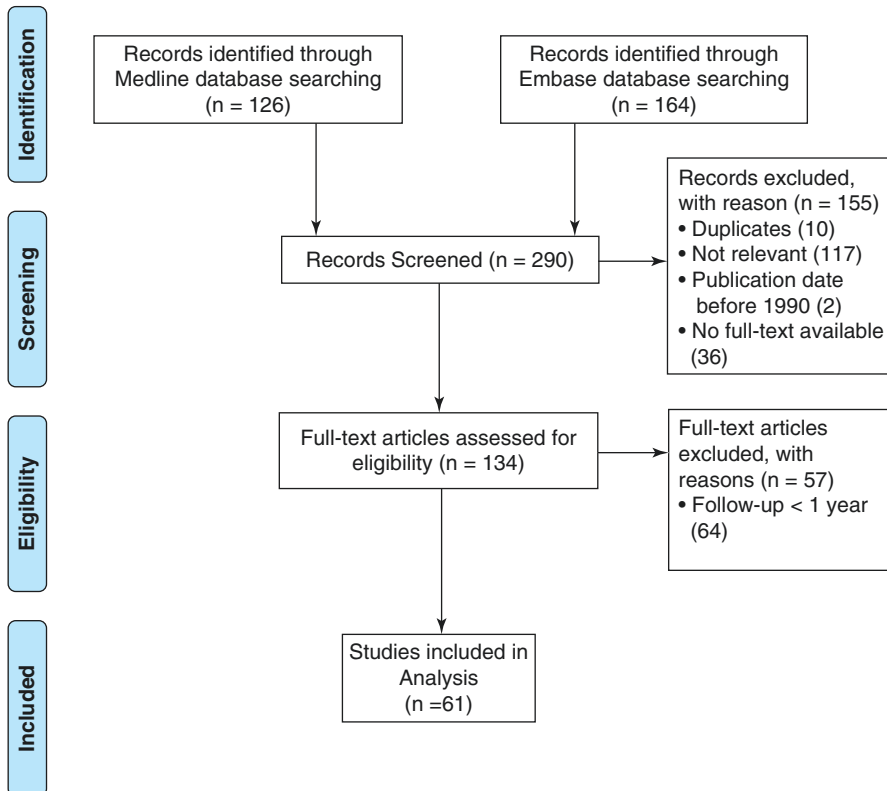 Identification
Records identified through
Medline database searching
(n = 126)
Records identified through
Embase database searching
(n = 164)
Records excluded,
with reason (n = 155)
• Duplicates (10)
• Not relevant (117)
• Publication date
before 1990 (2)
• No full-text available
(36)
Screening
Records Screened (n = 290)
Eligibility
Full-text articles assessed for
eligibility (n = 134)
Full-text articles
excluded, with
reasons (n = 57)
• Follow-up < 1 year
(64)
Included
Studies included in
Analysis
(n =61)